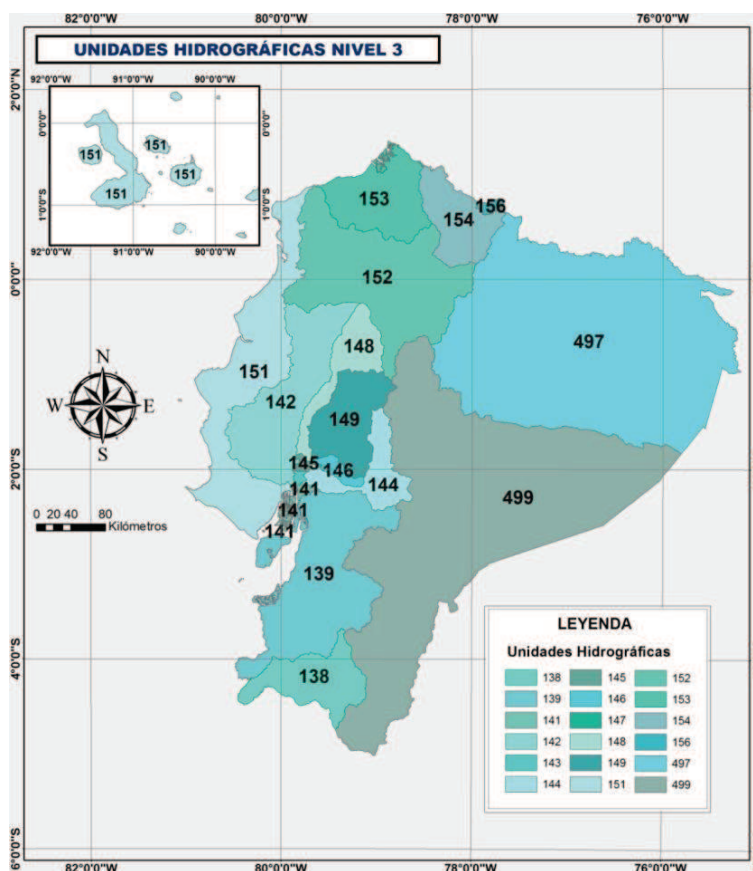 82°0'0"W 80°0'0"W 78°0'0"W 76°0'0"W
UNIDADES HIDROGRÁFICAS NIVEL 3
92°0'0"W 91°0'0"W 90°0'0"W
2°0'0"N
0°0'0"
151
151
151
151
1°0'0"S
92°0'0"W 91°0'0"W 90°0'0"W
153
156
154
0°0'0"
152
497
148
151
N
W E
S
142
149
145
146
2°0'0"S
144
141
499
141
0 20 40 80
Kilómetros
141
139
LEYENDA
Unidades Hidrográficas
4°0'0"S
138
138 145 152
139 146 153
141 147 154
142 148 156
143 149 497
144 151 499
6°0'0"S
82°0'0"W 80°0'0"W 78°0'0"W 76°0'0"W